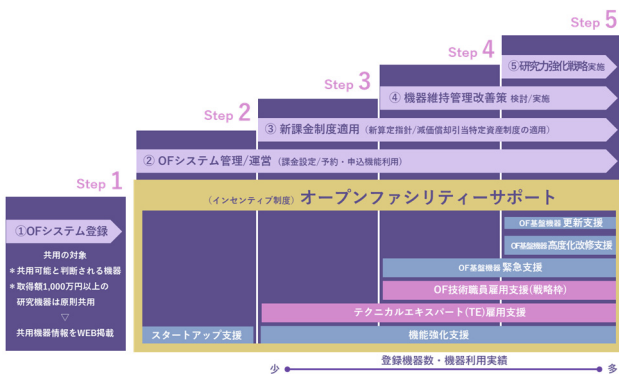 Step 5
⑤研究力強化戦略実施
Step 4
④ 機器維持管理改善策 検討/実施
Step 3
③ 新課金制度適用（新算定指針/減価償却引当特定資産制度の適用）
Step 2
② OFシステム管理/運営（課金設定/予約・申込機能利用）
Step 1
①OFシステム登録
共用の対象
＊共用可能と判断される機器
＊取得額1,000万円以上の
研究機器は原則共用
▽
共用機器情報をWEB掲載
（インセンティブ制度）オープンファシリティーサポート
OF基盤機器 更新支援
OF基盤機器 高度化改修支援
OF基盤機器 緊急支援
OF技術職員雇用支援(戦略枠)
テクニカルエキスパート(TE)雇用支援
スタートアップ支援
機能強化支援
登録機器数・機器利用実績
少
多